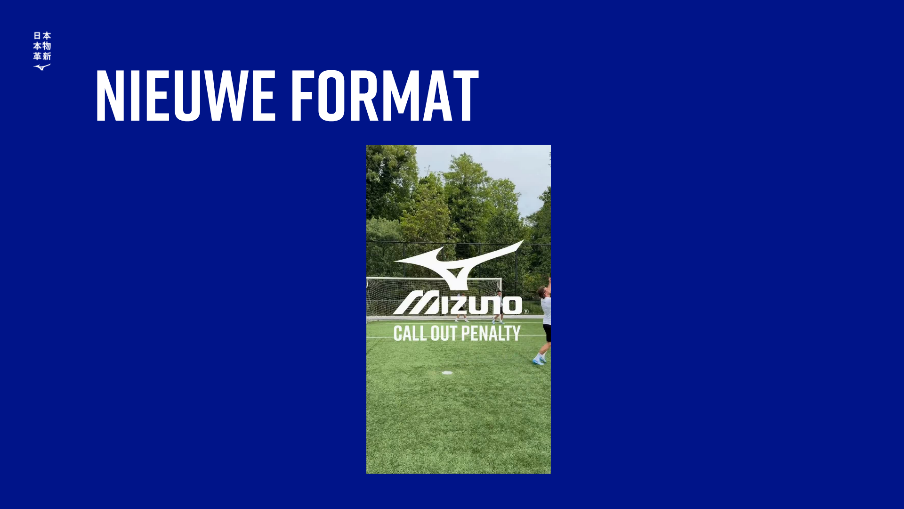 日本
本物
革新
NIEUWE FORMAT
MIZUNO
CALL OUT PENALTY